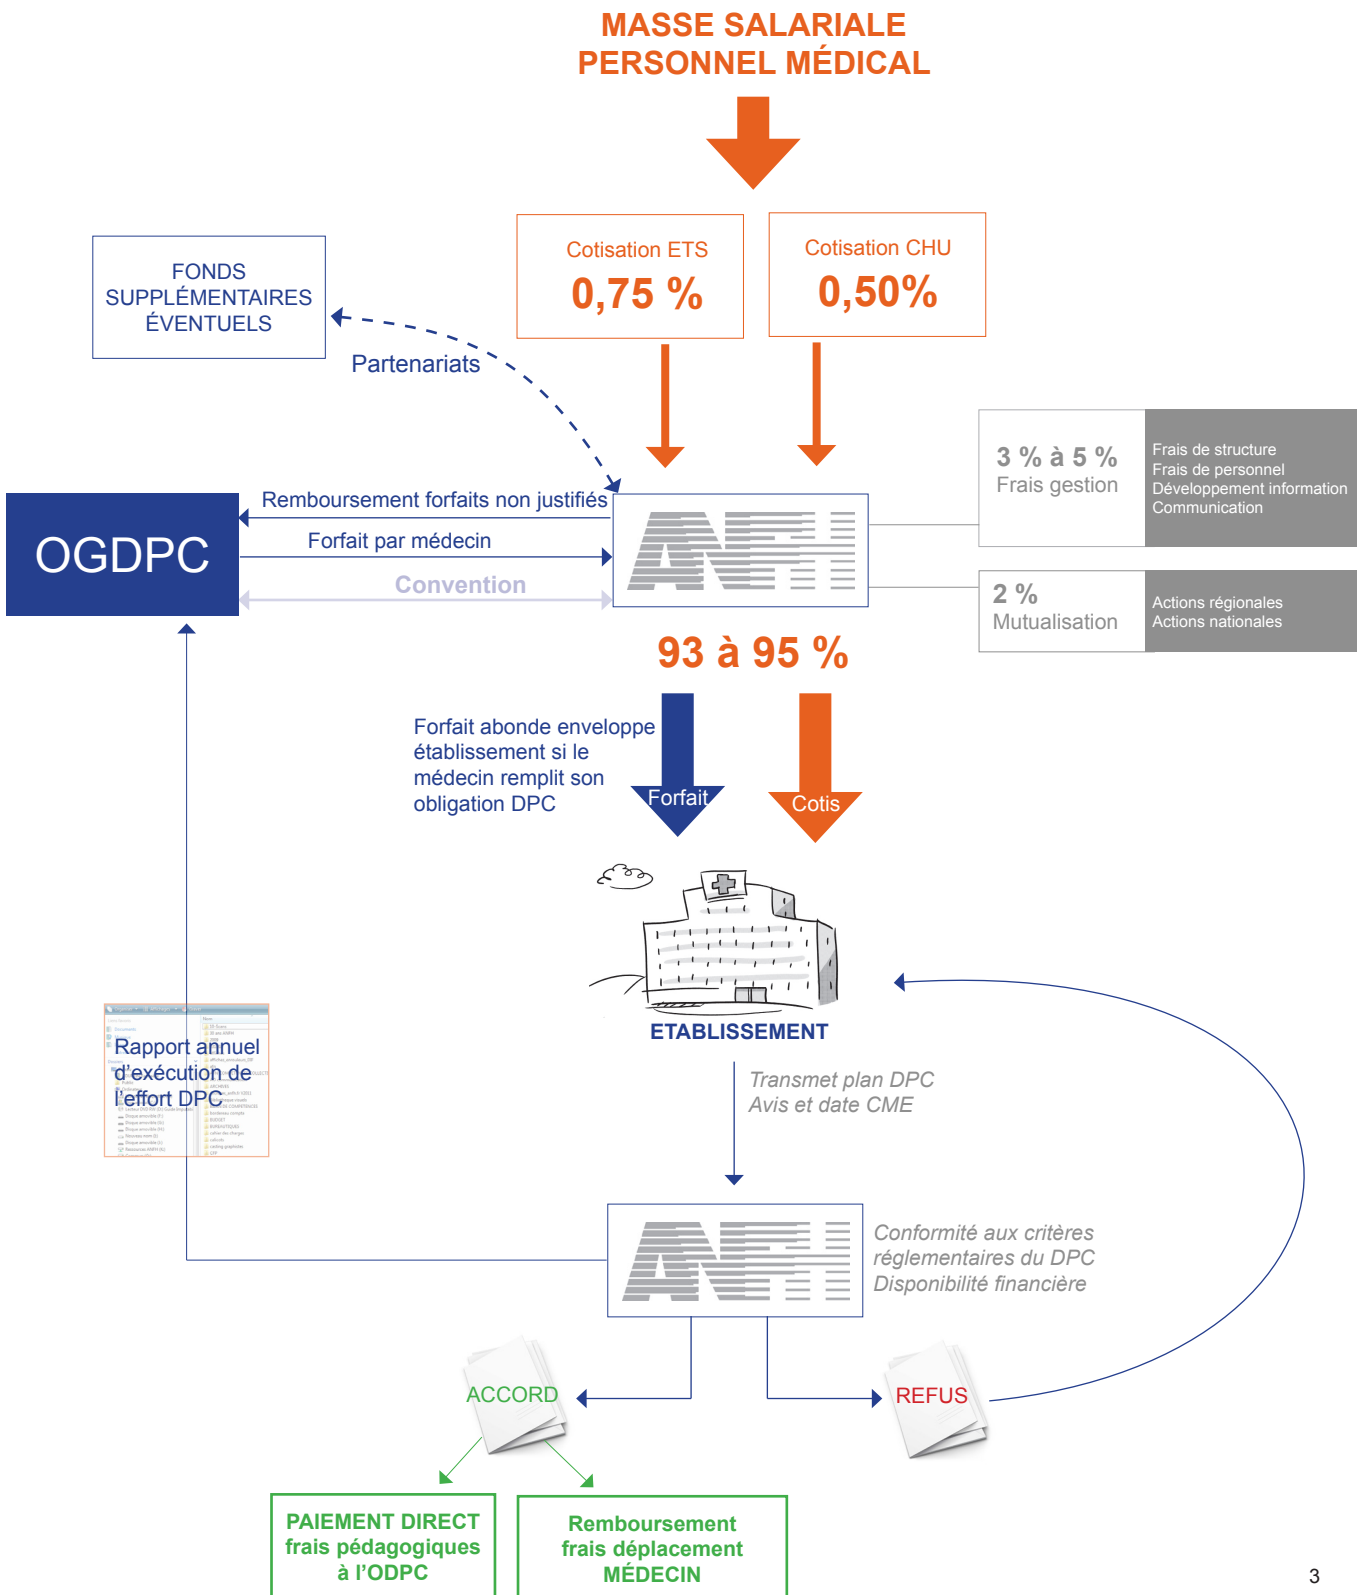 MASSE SALARIALE
PERSONNEL MÉDICAL
Cotisation ETS
0,75 %
Cotisation CHU
0,50%
FONDS
SUPPLÉMENTAIRES
ÉVENTUELS
Partenariats
3 % à 5 %
Frais gestion
Frais de structure
Frais de personnel
Développement information
Communication
OGDPC
Remboursement forfaits non justifiés
Forfait par médecin
Convention
ANFH
2 %
Mutualisation
Actions régionales
Actions nationales
93 à 95 %
Forfait abonde enveloppe
établissement si le
médecin remplit son
obligation DPC
Forfait
Cotis
ETABLISSEMENT
Rapport annuel
d'exécution de
l'effort DPC
Transmet plan DPC
Avis et date CME
ANFH
Conformité aux critères
réglementaires du DPC
Disponibilité financière
ACCORD
REFUS
PAIEMENT DIRECT
frais pédagogiques
à l'ODPC
Remboursement
frais déplacement
MÉDECIN
3